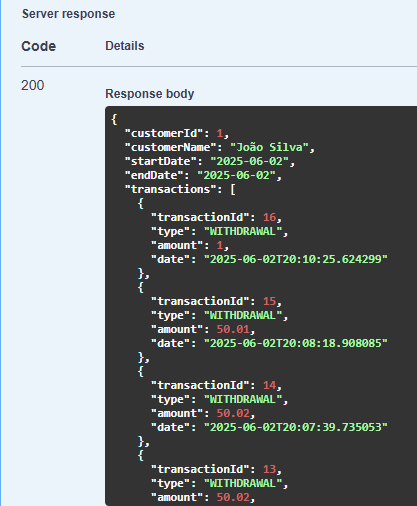 Server response
Code Details
200
Response body
{
"customerId": 1,
"customerName": "João Silva",
"startDate": "2025-06-02",
"endDate": "2025-06-02",
"transactions": [
{
"transactionId": 16,
"type": "WITHDRAWAL",
"amount": 1,
"date": "2025-06-02T20:10:25.624299"
},
{
"transactionId": 15,
"type": "WITHDRAWAL",
"amount": 50.01,
"date": "2025-06-02T20:08:18.908085"
},
{
"transactionId": 14,
"type": "WITHDRAWAL",
"amount": 50.02,
"date": "2025-06-02T20:07:39.735053"
},
{
"transactionId": 13,
"type": "WITHDRAWAL",
"amount": 50.02,